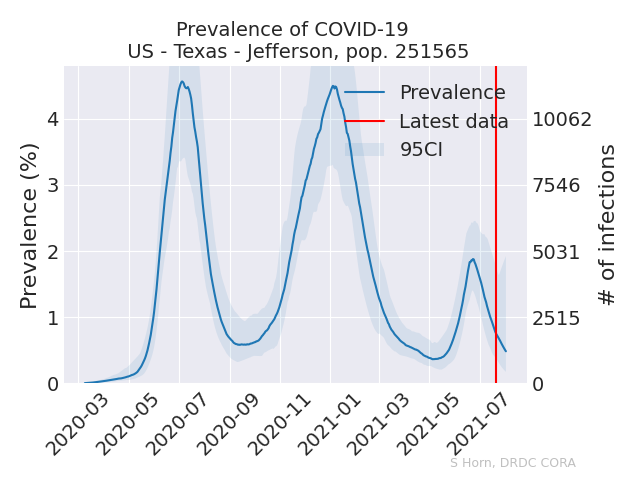 Prevalence of COVID-19
US - Texas - Jefferson, pop. 251565
Prevalence
Latest data
95CI
Prevalence (%)
4
3
2
1
0
10062
7546
5031
2515
0
# of infections
2020-03
2020-05
2020-07
2020-09
2020-11
2021-01
2021-03
2021-05
2021-07
S Horn, DRDC CORA